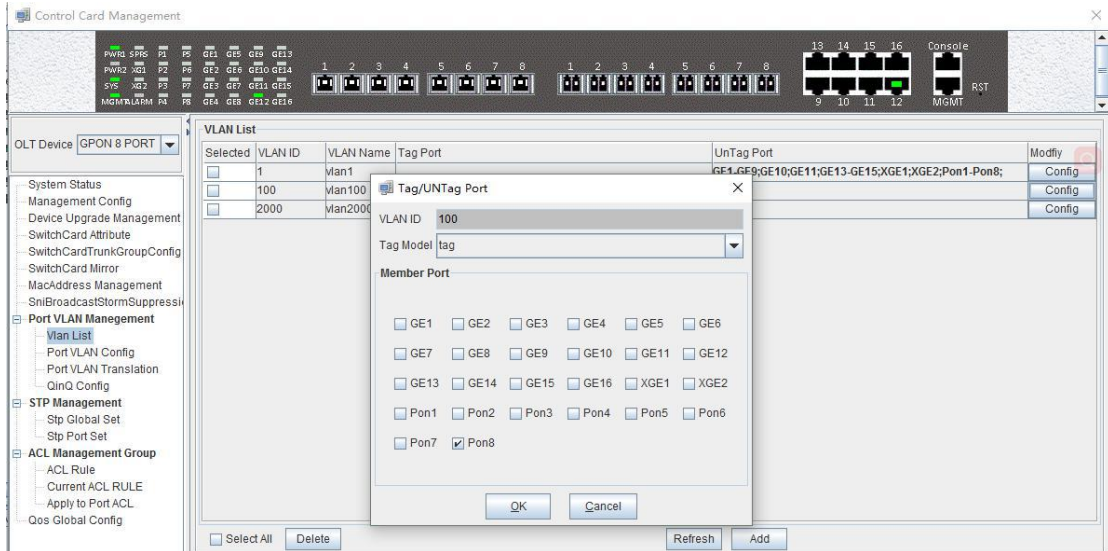 Control Card Management
PWR1 SPRS P1 P5 GE1 GE5 GE9 GE13
PWR2 XG1 P2 P6 GE2 GE6 GE10 GE14
SYS XG2 P3 P7 GE3 GE7 GE11 GE15
MGMT ALARM P4 P8 GE4 GE8 GE12 GE16
1 2 3 4 5 6 7 8
1 2 3 4 5 6 7 8
13 14 15 16 Console
9 10 11 12 MGMT
RST
OLT Device GPON 8 PORT
System Status
Management Config
Device Upgrade Management
SwitchCard Attribute
SwitchCardTrunkGroupConfig
SwitchCard Mirror
MacAddress Management
SniBroadcastStormSuppressi
Port VLAN Manegement
Vlan List
Port VLAN Config
Port VLAN Translation
QinQ Config
STP Management
Stp Global Set
Stp Port Set
ACL Management Group
ACL Rule
Current ACL RULE
Apply to Port ACL
Qos Global Config
VLAN List
Selected VLAN ID VLAN Name Tag Port UnTag Port Modfiy
1 vlan1 GE1-GE9;GE10;GE11;GE13-GE15;XGE1;XGE2;Pon1-Pon8; Config
100 vlan100 Config
2000 vlan2000 Config
Tag/UNTag Port
VLAN ID 100
Tag Model tag
Member Port
GE1 GE2 GE3 GE4 GE5 GE6
GE7 GE8 GE9 GE10 GE11 GE12
GE13 GE14 GE15 GE16 XGE1 XGE2
Pon1 Pon2 Pon3 Pon4 Pon5 Pon6
Pon7 Pon8
OK Cancel
Select All Delete Refresh Add